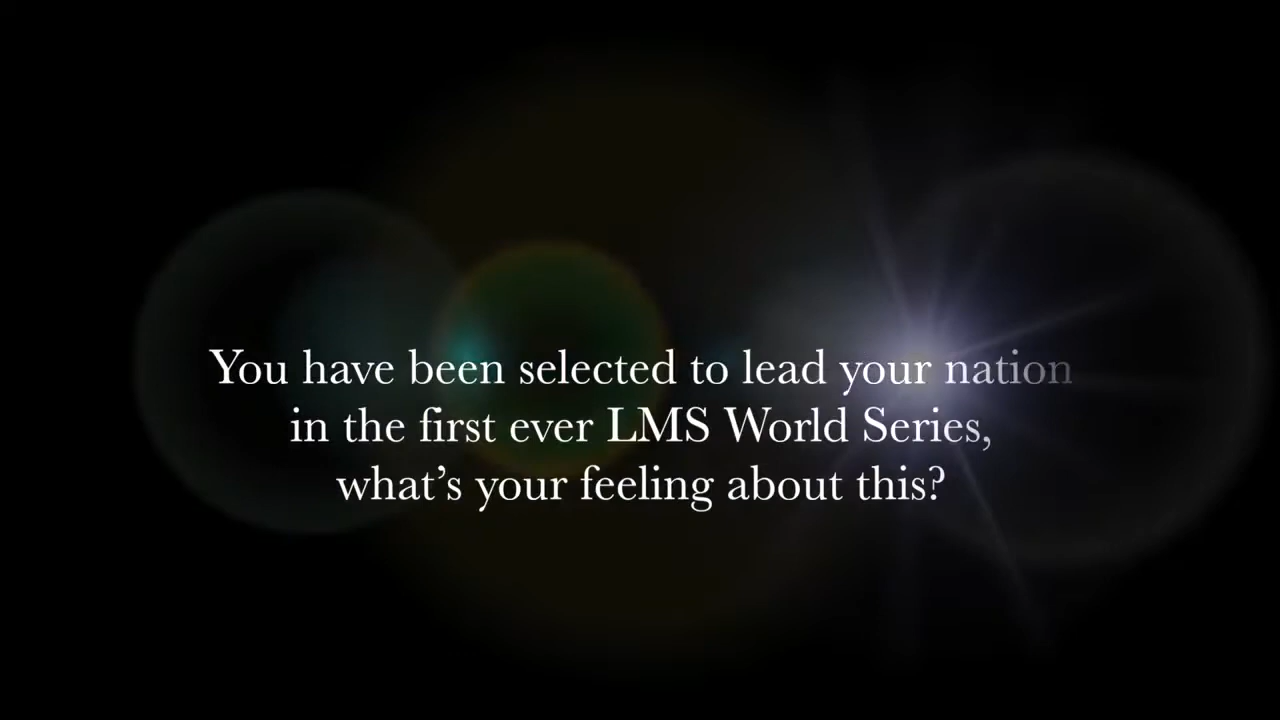 You have been selected to lead your nation
in the first ever LMS World Series,
what's your feeling about this?